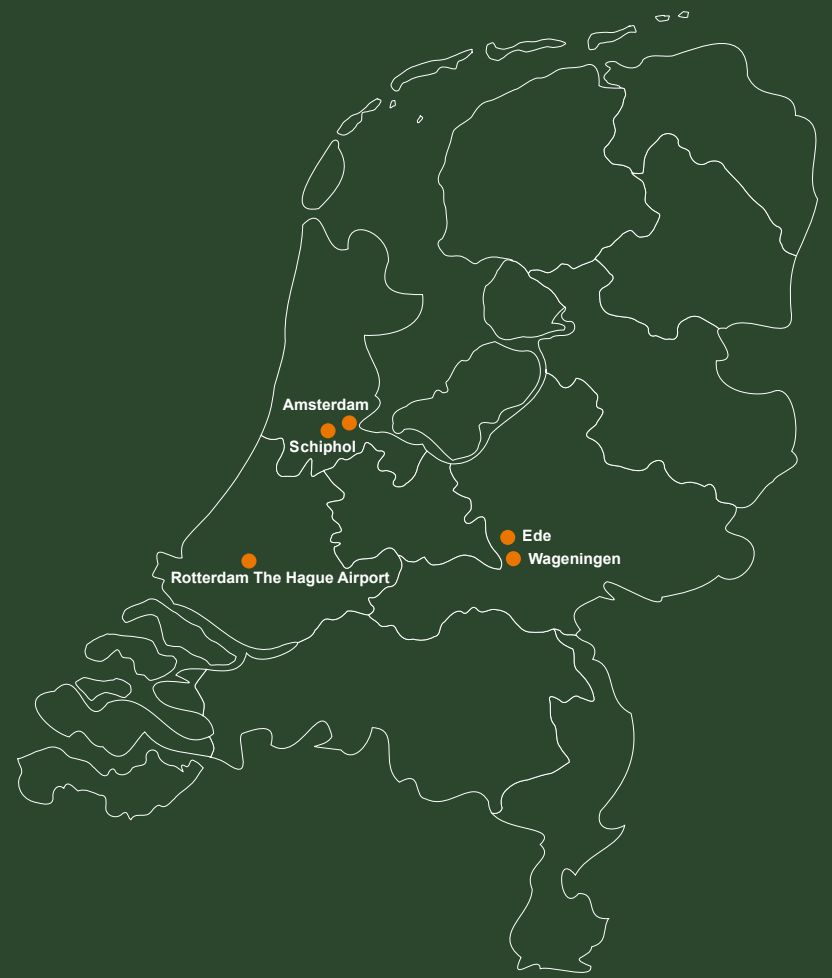 Amsterdam
Schiphol
Ede
Wageningen
Rotterdam The Hague Airport